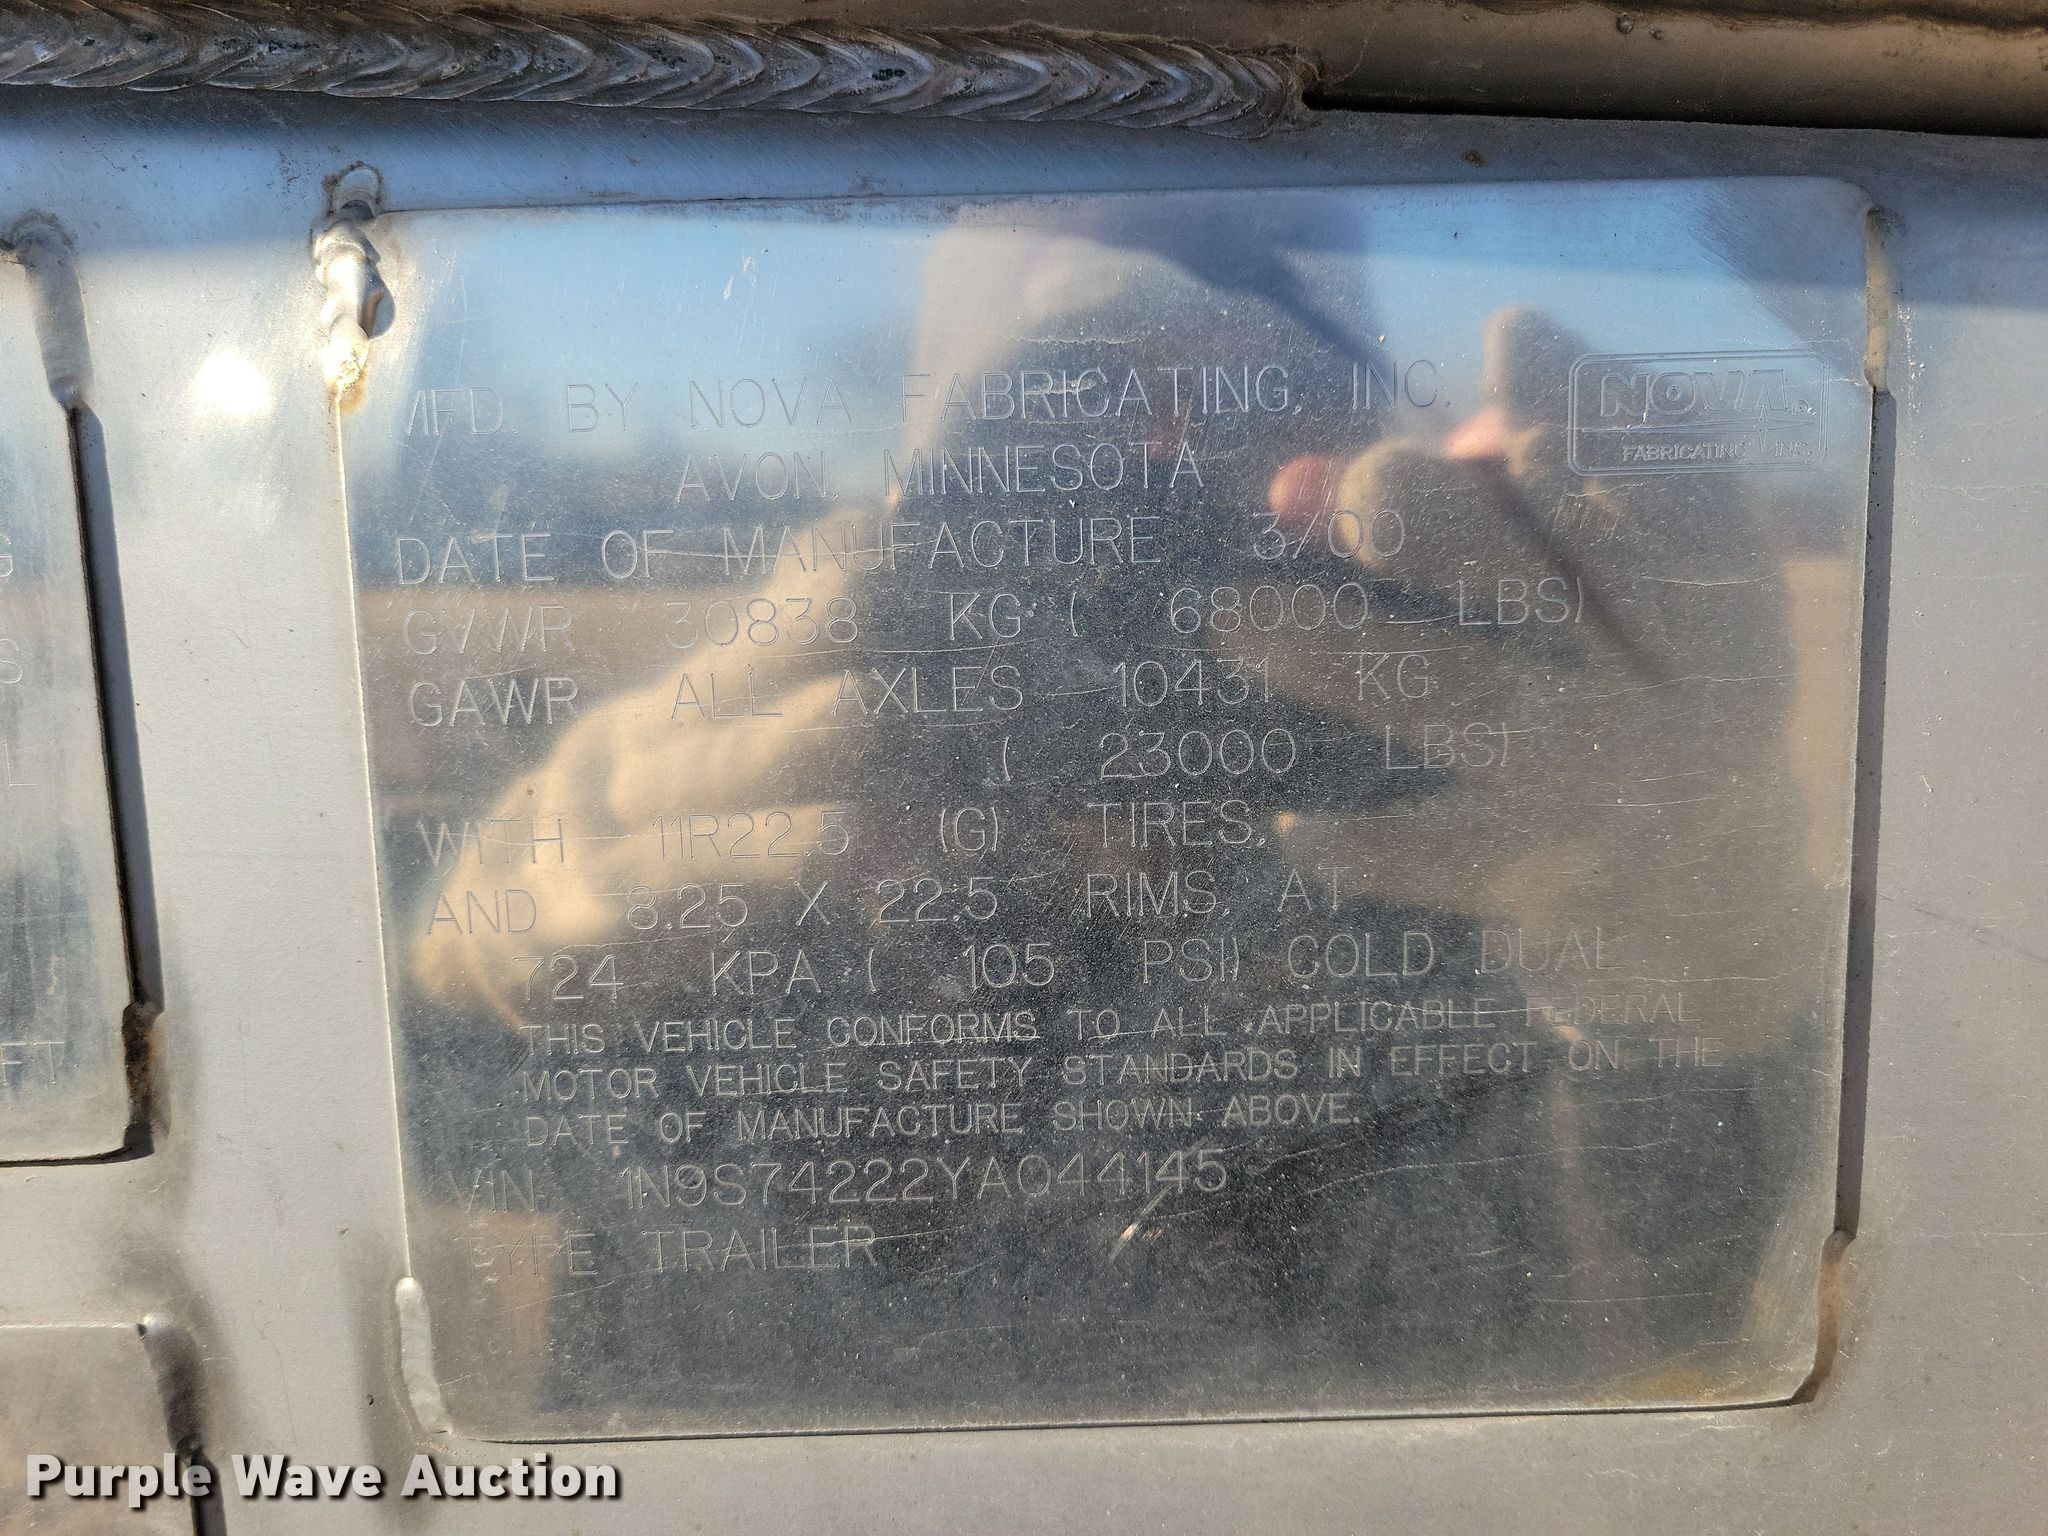 MFD. BY NOVA FABRICATING, INC.
NOVA
FABRICATING INC.
AVON, MINNESOTA
DATE OF MANUFACTURE 3/00
GVWR 30838 KG ( 68000 LBS)
GAWR ALL AXLES 10431 KG
( 23000 LBS)
WITH 11R22.5 (G) TIRES,
AND 8.25 X 22.5 RIMS, AT
724 KPA ( 105 PSI) COLD DUAL
THIS VEHICLE CONFORMS TO ALL APPLICABLE FEDERAL
MOTOR VEHICLE SAFETY STANDARDS IN EFFECT ON THE
DATE OF MANUFACTURE SHOWN ABOVE.
VIN 1N9S74222YA044145
TYPE TRAILER
G
S
L
FT
Purple Wave Auction